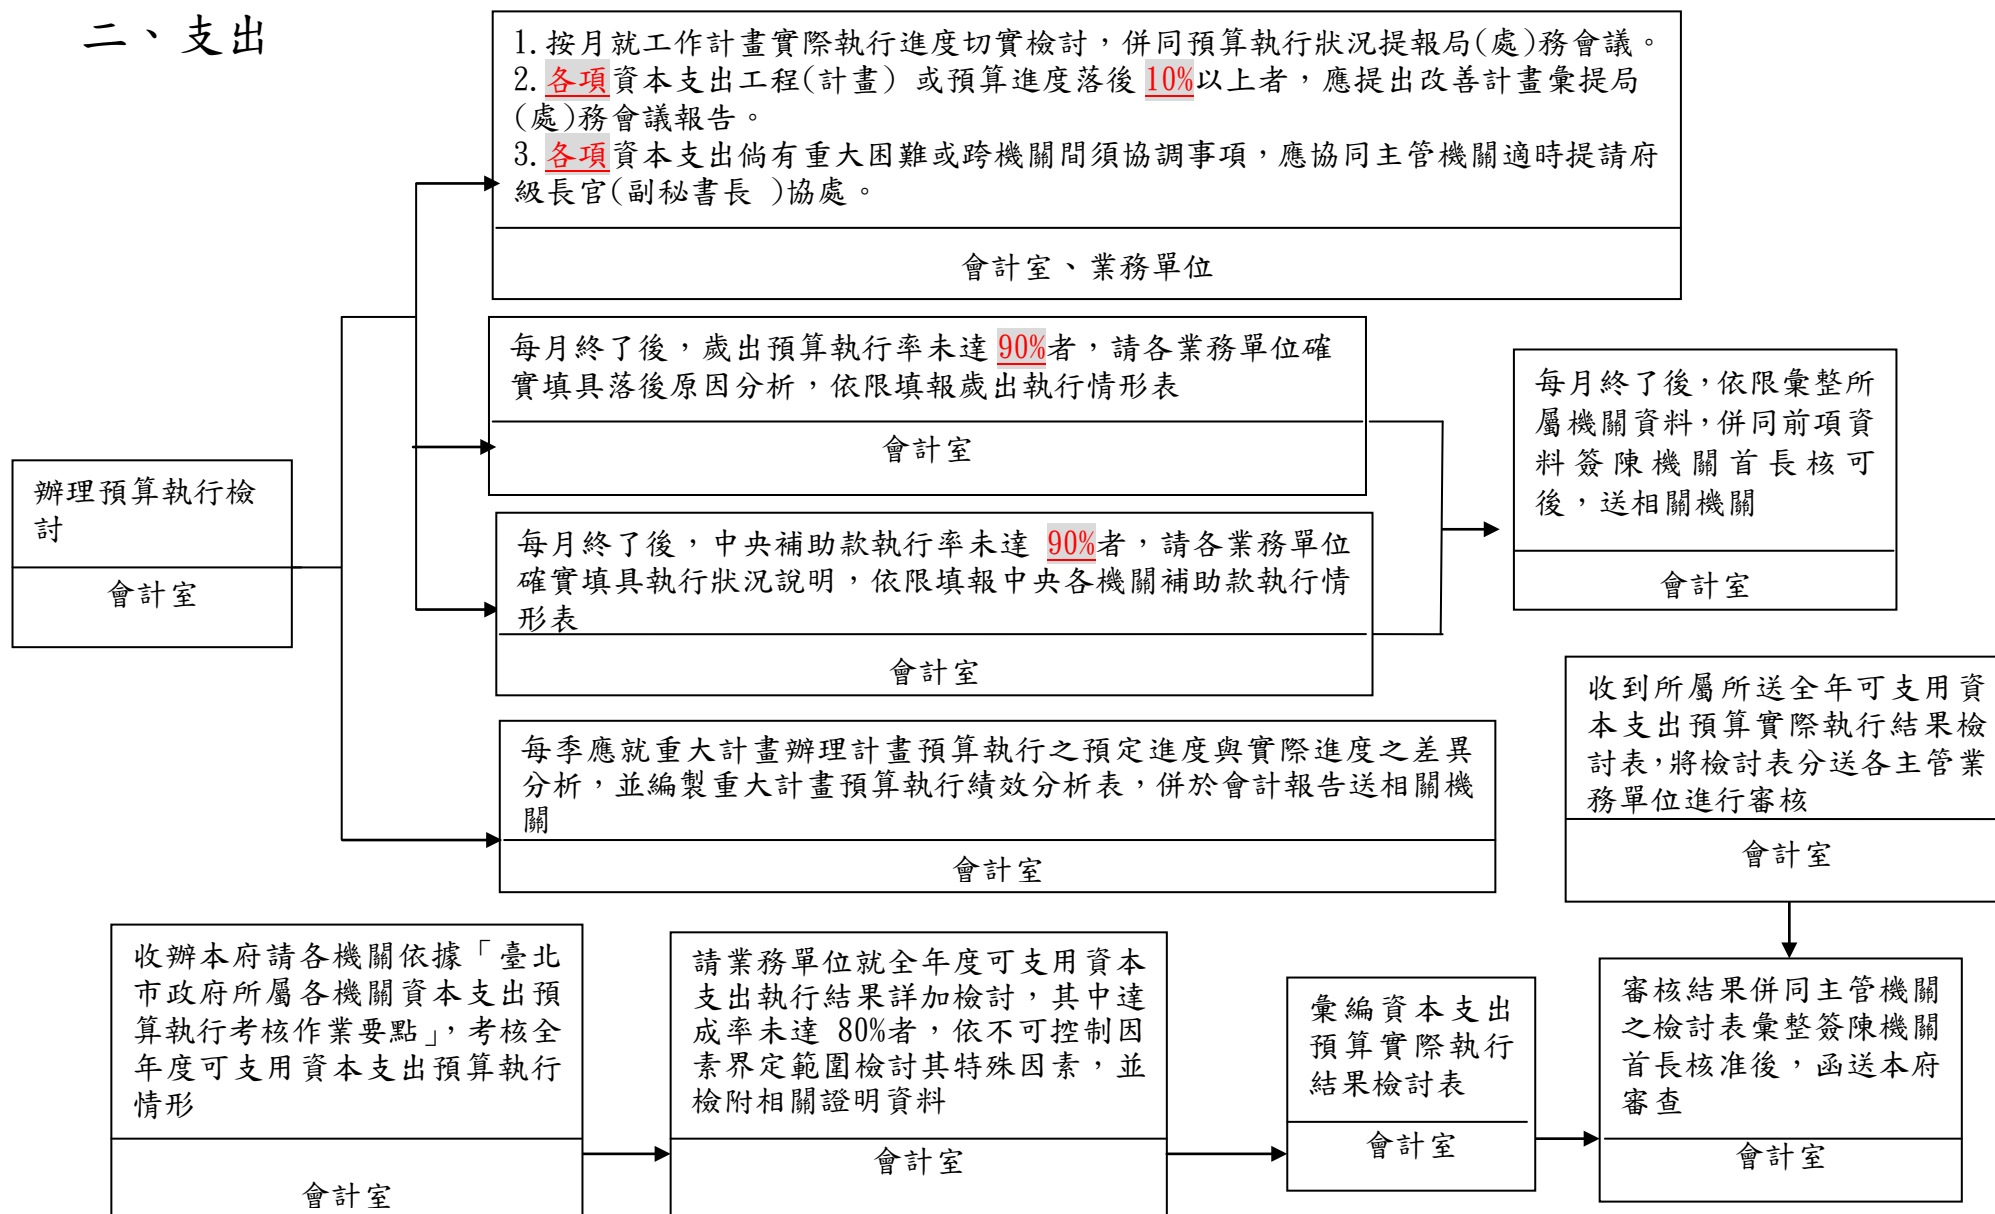 二、支出
1.按月就工作計畫實際執行進度切實檢討，併同預算執行狀況提報局(處)務會議。
2.各項資本支出工程(計畫) 或預算進度落後 10%以上者，應提出改善計畫彙提局
(處)務會議報告。
3.各項資本支出倘有重大困難或跨機關間須協調事項，應協同主管機關適時提請府
級長官(副秘書長 )協處。
會計室、業務單位
每月終了後，歲出預算執行率未達 90%者，請各業務單位確
實填具落後原因分析，依限填報歲出執行情形表
會計室
每月終了後，依限彙整所
屬機關資料，併同前項資
料簽陳機關首長核可
後，送相關機關
會計室
辦理預算執行檢
討
會計室
每月終了後，中央補助款執行率未達 90%者，請各業務單位
確實填具執行狀況說明，依限填報中央各機關補助款執行情
形表
會計室
收到所屬所送全年可支用資
本支出預算實際執行結果檢
討表，將檢討表分送各主管業
務單位進行審核
會計室
每季應就重大計畫辦理計畫預算執行之預定進度與實際進度之差異
分析，並編製重大計畫預算執行績效分析表，併於會計報告送相關機
關
會計室
收辦本府請各機關依據「臺北
市政府所屬各機關資本支出預
算執行考核作業要點」，考核全
年度可支用資本支出預算執行
情形
會計室
請業務單位就全年度可支用資本
支出執行結果詳加檢討，其中達
成率未達 80%者，依不可控制因
素界定範圍檢討其特殊因素，並
檢附相關證明資料
會計室
彙編資本支出
預算實際執行
結果檢討表
會計室
審核結果併同主管機關
之檢討表彙整簽陳機關
首長核准後，函送本府
審查
會計室